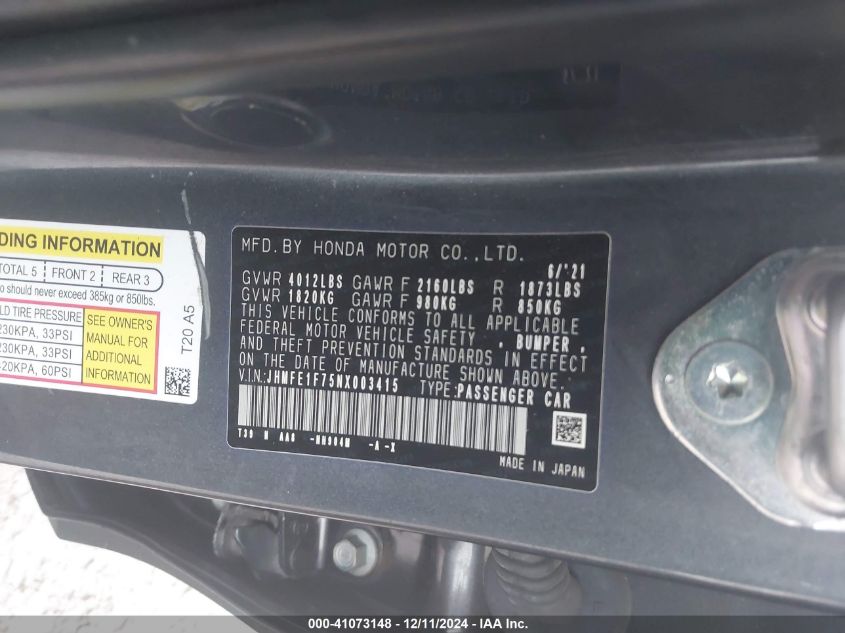 DING INFORMATION
TOTAL 5 FRONT 2 REAR 3
o should never exceed 385kg or 850lbs.
LD TIRE PRESSURE
230KPA, 33PSI
230KPA, 33PSI
420KPA, 60PSI
SEE OWNER'S
MANUAL FOR
ADDITIONAL
INFORMATION
T20 A5
MFD. BY HONDA MOTOR CO., LTD.
6/'21
GVWR 4012LBS GAWR F 2160LBS R 1873LBS
GVWR 1820KG GAWR F 980KG R 850KG
THIS VEHICLE CONFORMS TO ALL APPLICABLE
FEDERAL MOTOR VEHICLE SAFETY , BUMPER ,
AND THEFT PREVENTION STANDARDS IN EFFECT
ON THE DATE OF MANUFACTURE SHOWN ABOVE.
V.I.N.:JHMFE1F75NX003415 TYPE:PASSENGER CAR
T39 M AA0 -NH904M -A -X
MADE IN JAPAN
000-41073148 - 12/11/2024 - IAA Inc.